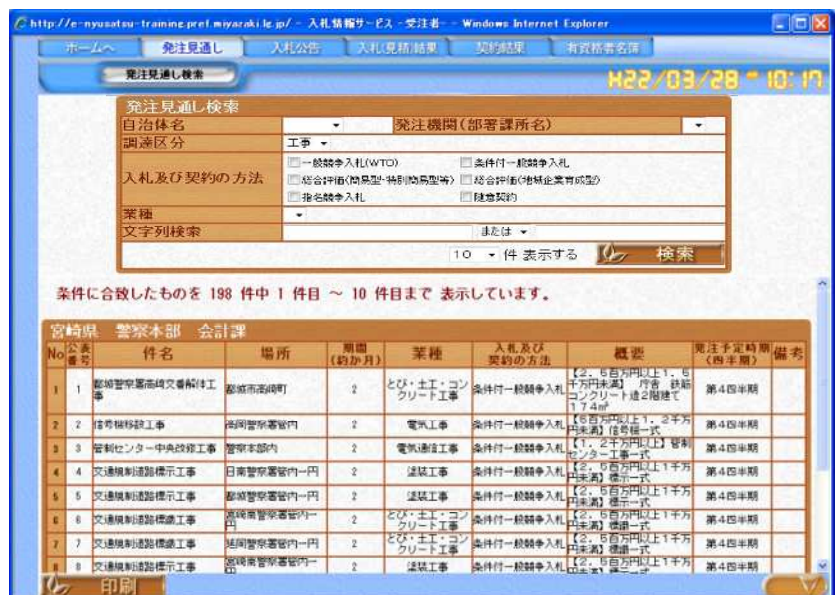 http://e-nyusatsu-training.pref.miyazaki.lg.jp/ - 入札情報サービス - 受注者- - Windows Internet Explorer
ホームへ 発注見通し 入札公告 入札(見積)結果 契約結果 有資格者名簿
発注見通し検索
H22/03/28 - 10:17
発注見通し検索
自治体名 発注機関(部署課所名)
調達区分 工事
入札及び契約の方法
一般競争入札(WTO) 条件付一般競争入札
総合評価(簡易型・特別簡易型等) 総合評価(地域企業育成型)
指名競争入札 随意契約
業種
文字列検索 または
10 件 表示する 検索
条件に合致したものを 198 件中 1 件目 ～ 10 件目まで 表示しています。
宮崎県 警察本部 会計課
No 公表番号 件名 場所 期間(約か月) 業種 入札及び契約の方法 概要 発注予定時期(四半期) 備考
1 1 都城警察署高崎交番解体工事 都城市高崎町 2 とび・土工・コンクリート工事 条件付一般競争入札 【2．5百万円以上1．5千万円未満】 庁舎 鉄筋コンクリート造2階建て 174㎡ 第4四半期
2 2 信号機移設工事 高岡警察署管内 2 電気工事 条件付一般競争入札 【5百万円以上1．2千万円未満】信号機一式 第4四半期
3 3 管制センター中央改修工事 警察本部内 2 電気通信工事 条件付一般競争入札 【1．2千万円以上】管制センター工事一式 第4四半期
4 4 交通規制道路標示工事 日南警察署管内一円 2 塗装工事 条件付一般競争入札 【2．5百万円以上1千万円未満】標示一式 第4四半期
5 5 交通規制道路標示工事 都城警察署管内一円 2 塗装工事 条件付一般競争入札 【2．5百万円以上1千万円未満】標示一式 第4四半期
6 6 交通規制道路標識工事 宮崎南警察署管内一円 2 とび・土工・コンクリート工事 条件付一般競争入札 【2．5百万円以上1千万円未満】標識一式 第4四半期
7 7 交通規制道路標識工事 延岡警察署管内一円 2 とび・土工・コンクリート工事 条件付一般競争入札 【2．5百万円以上1千万円未満】標識一式 第4四半期
8 8 交通規制道路標示工事 宮崎南警察署管内一円 2 塗装工事 条件付一般競争入札 【2．5百万円以上1千万円未満】標示一式 第4四半期
印刷